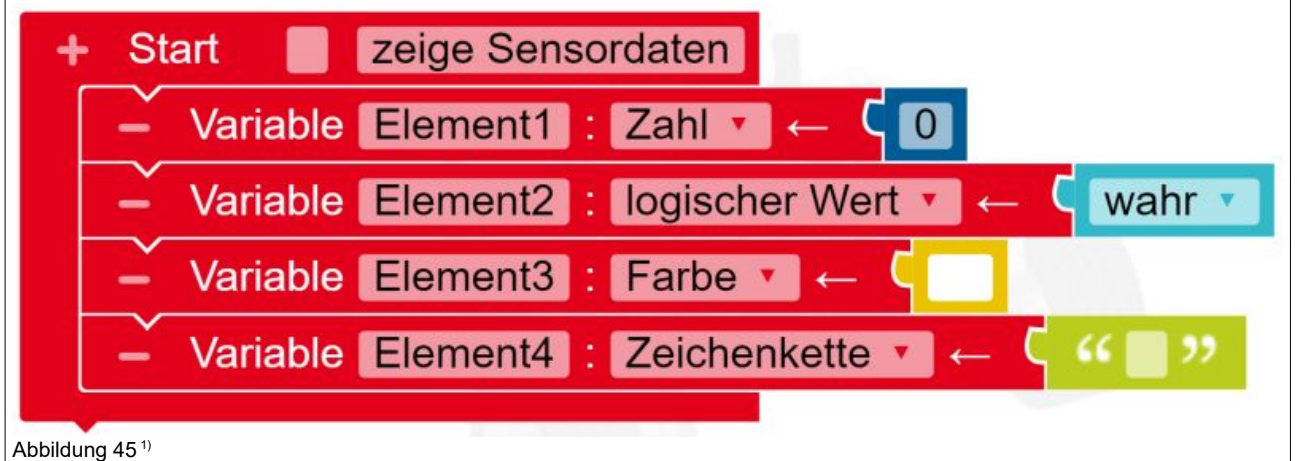 + Start zeige Sensordaten
– Variable Element1 : Zahl ▾ ← 0
– Variable Element2 : logischer Wert ▾ ← wahr ▾
– Variable Element3 : Farbe ▾ ←
– Variable Element4 : Zeichenkette ▾ ← “ ”
Abbildung 45 1)